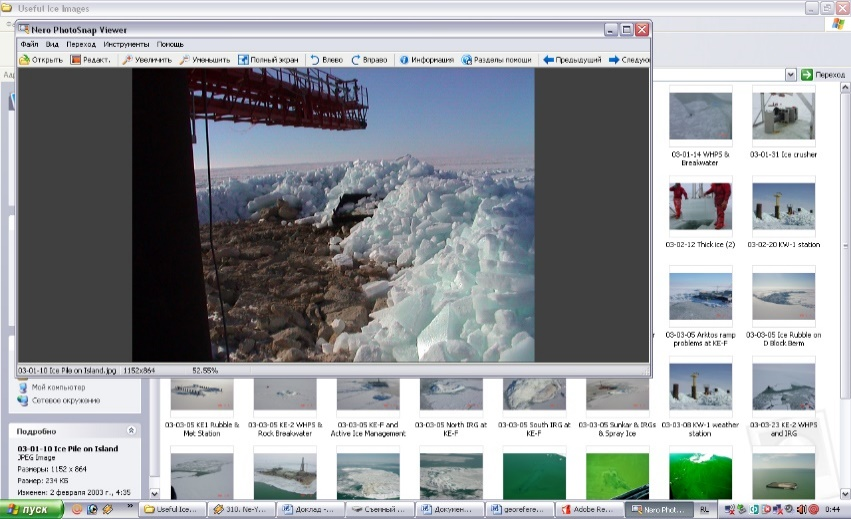 Useful Ice Images
Nero PhotoSnap Viewer
Файл Вид Переход Инструменты Помощь
Открыть Редакт. Увеличить Уменьшить Полный экран Влево Вправо Информация Разделы помощи Предыдущий Следую
Переход
03-01-14 WHPS & Breakwater
03-01-31 Ice crusher
03-02-12 Thick ice (2)
03-02-20 KW-1 station
03-03-05 Arktos ramp problems at KE-F
03-03-05 Ice Rubble on D Block Berm
03-01-10 Ice Pile on Island.jpg 1152x864 52.55%
Мой компьютер
Сетевое окружение
03-03-05 KE1 Rubble & Met Station
03-03-05 KE-2 WHPS & Rock Breakwater
03-03-05 KE-F and Active Ice Management
03-03-05 North IRG at KE-F
03-03-05 South IRG at KE-F
03-03-05 Sunkar & IRGs & Spray Ice
03-03-08 KW-1 weather station
03-03-23 KE-2 WHPS and IRG
Подробно
03-01-10 Ice Pile on Island
JPEG Image
Размеры: 1152 x 864
Размер: 234 КБ
Изменен: 2 февраля 2003 г., 4:35
пуск
Useful Ice...
310. Ne-Y...
Доклад -...
Съемный ...
Докумен...
georefere...
Adobe Re...
Nero Phot...
RL
0:44